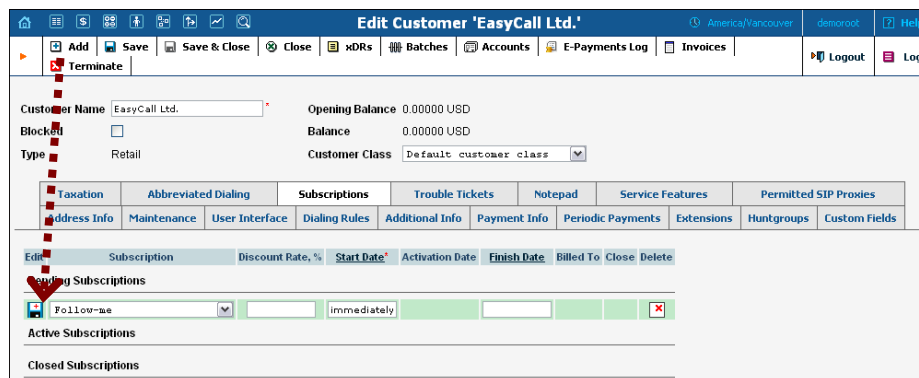 Edit Customer 'EasyCall Ltd.' America/Vancouver demoroot Help
Add Save Save & Close Close xDRs Batches Accounts E-Payments Log Invoices
Terminate Logout Log
Customer Name EasyCall Ltd. * Opening Balance 0.00000 USD
Blocked Balance 0.00000 USD
Type Retail Customer Class Default customer class
Taxation Abbreviated Dialing Subscriptions Trouble Tickets Notepad Service Features Permitted SIP Proxies
Address Info Maintenance User Interface Dialing Rules Additional Info Payment Info Periodic Payments Extensions Huntgroups Custom Fields
Edit Subscription Discount Rate, % Start Date* Activation Date Finish Date Billed To Close Delete
Pending Subscriptions
Follow-me immediately
Active Subscriptions
Closed Subscriptions